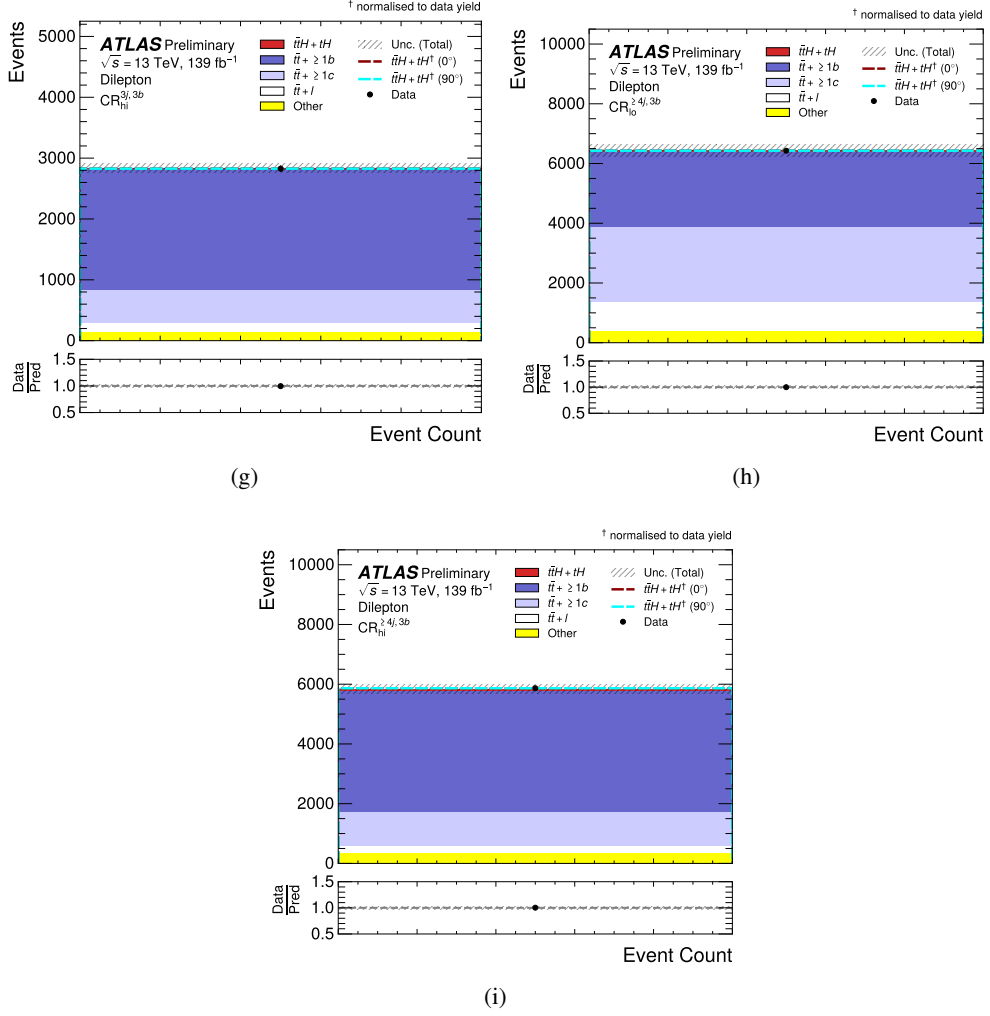 † normalised to data yield
Events
ATLAS Preliminary
√s = 13 TeV, 139 fb⁻¹
Dilepton
CR_hi^{3j, 3b}
tt̄H + tH
tt̄ + ≥ 1b
tt̄ + ≥ 1c
tt̄ + l
Other
Unc. (Total)
tt̄H + tH† (0°)
tt̄H + tH† (90°)
Data
5000
4000
3000
2000
1000
0
Data
Pred
1.5
1.0
0.5
Event Count
(g)
† normalised to data yield
Events
ATLAS Preliminary
√s = 13 TeV, 139 fb⁻¹
Dilepton
CR_lo^{≥ 4j, 3b}
tt̄H + tH
tt̄ + ≥ 1b
tt̄ + ≥ 1c
tt̄ + l
Other
Unc. (Total)
tt̄H + tH† (0°)
tt̄H + tH† (90°)
Data
10000
8000
6000
4000
2000
0
Data
Pred
1.5
1.0
0.5
Event Count
(h)
† normalised to data yield
Events
ATLAS Preliminary
√s = 13 TeV, 139 fb⁻¹
Dilepton
CR_hi^{≥ 4j, 3b}
tt̄H + tH
tt̄ + ≥ 1b
tt̄ + ≥ 1c
tt̄ + l
Other
Unc. (Total)
tt̄H + tH† (0°)
tt̄H + tH† (90°)
Data
10000
8000
6000
4000
2000
0
Data
Pred
1.5
1.0
0.5
Event Count
(i)